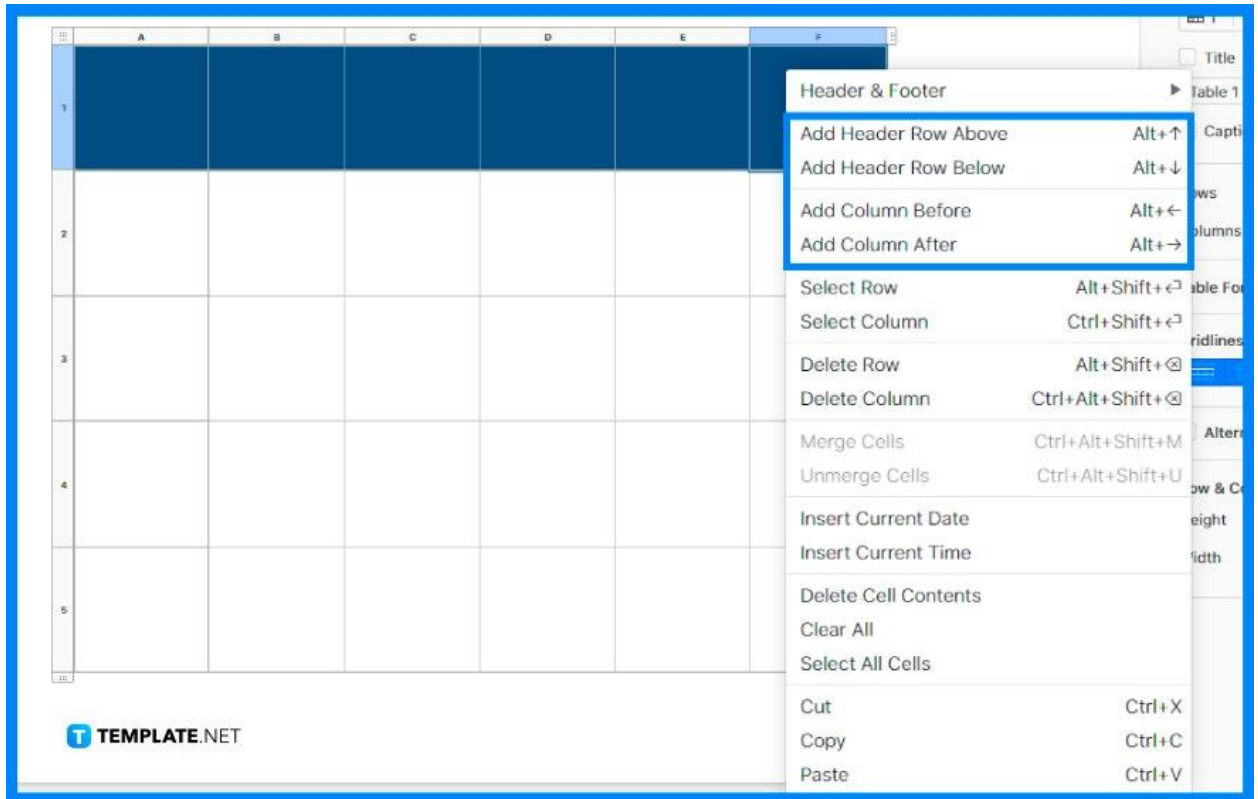 A B C D E F
1
2
3
4
5
Title
Table 1
Header & Footer
Add Header Row Above Alt+↑
Add Header Row Below Alt+↓
Add Column Before Alt+←
Add Column After Alt+→
Select Row Alt+Shift+⏎
Select Column Ctrl+Shift+⏎
Delete Row Alt+Shift+⌫
Delete Column Ctrl+Alt+Shift+⌫
Merge Cells Ctrl+Alt+Shift+M
Unmerge Cells Ctrl+Alt+Shift+U
Insert Current Date
Insert Current Time
Delete Cell Contents
Clear All
Select All Cells
Cut Ctrl+X
Copy Ctrl+C
Paste Ctrl+V
Capti
ows
olumns
able For
ridlines
Altern
ow & Co
eight
idth
T TEMPLATE.NET